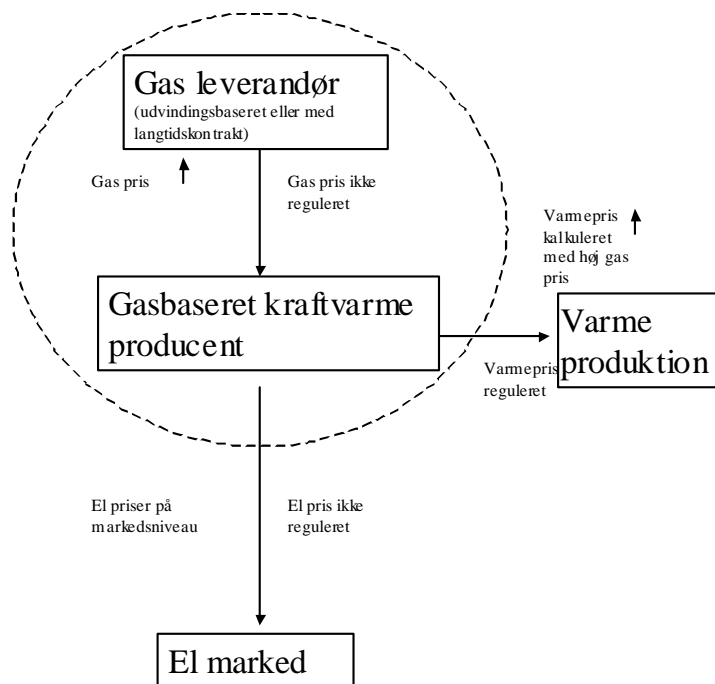 Gas leverandør
(udvindingsbaseret eller med
langtidskontrakt)
Gas pris
Gas pris ikke
reguleret
Varmepris
kalkuleret
med høj gas
pris
Gasbaseret kraftvarme
producent
Varme
produktion
Varmepris
reguleret
El priser på
markedsniveau
El pris ikke
reguleret
El marked